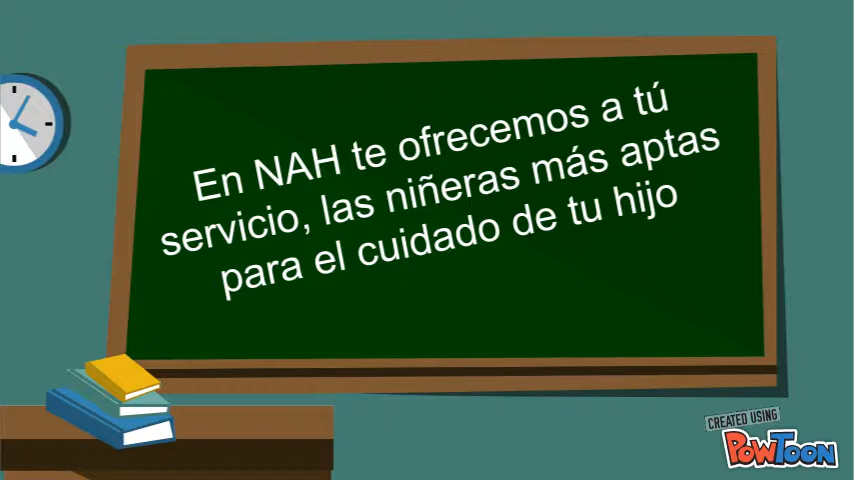 En NAH te ofrecemos a tú
servicio, las niñeras más aptas
para el cuidado de tu hijo
CREATED USING
POWTOON